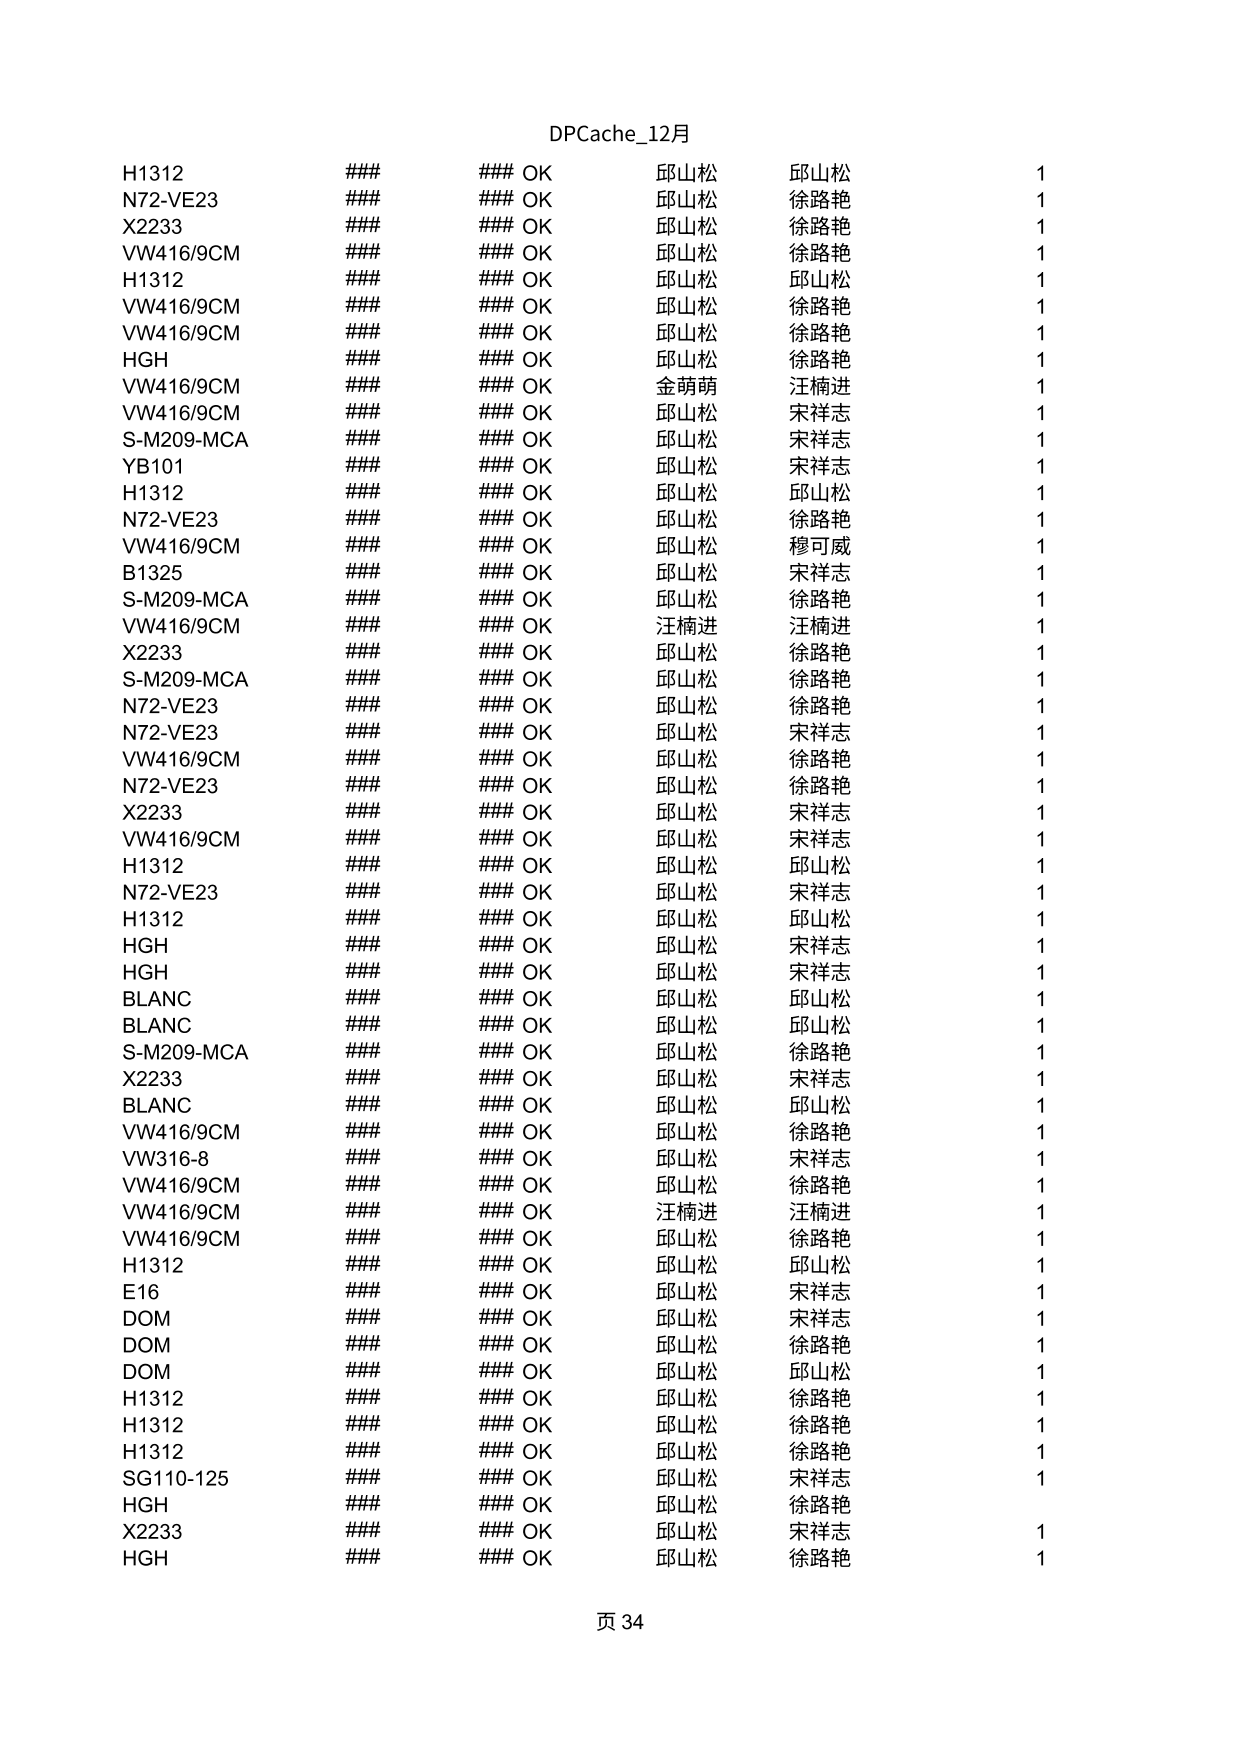 DPCache_12月
H1312 ### ### OK 邱山松 邱山松 1
N72-VE23 ### ### OK 邱山松 徐路艳 1
X2233 ### ### OK 邱山松 徐路艳 1
VW416/9CM ### ### OK 邱山松 徐路艳 1
H1312 ### ### OK 邱山松 邱山松 1
VW416/9CM ### ### OK 邱山松 徐路艳 1
VW416/9CM ### ### OK 邱山松 徐路艳 1
HGH ### ### OK 邱山松 徐路艳 1
VW416/9CM ### ### OK 金萌萌 汪楠进 1
VW416/9CM ### ### OK 邱山松 宋祥志 1
S-M209-MCA ### ### OK 邱山松 宋祥志 1
YB101 ### ### OK 邱山松 宋祥志 1
H1312 ### ### OK 邱山松 邱山松 1
N72-VE23 ### ### OK 邱山松 徐路艳 1
VW416/9CM ### ### OK 邱山松 穆可威 1
B1325 ### ### OK 邱山松 宋祥志 1
S-M209-MCA ### ### OK 邱山松 徐路艳 1
VW416/9CM ### ### OK 汪楠进 汪楠进 1
X2233 ### ### OK 邱山松 徐路艳 1
S-M209-MCA ### ### OK 邱山松 徐路艳 1
N72-VE23 ### ### OK 邱山松 徐路艳 1
N72-VE23 ### ### OK 邱山松 宋祥志 1
VW416/9CM ### ### OK 邱山松 徐路艳 1
N72-VE23 ### ### OK 邱山松 徐路艳 1
X2233 ### ### OK 邱山松 宋祥志 1
VW416/9CM ### ### OK 邱山松 宋祥志 1
H1312 ### ### OK 邱山松 邱山松 1
N72-VE23 ### ### OK 邱山松 宋祥志 1
H1312 ### ### OK 邱山松 邱山松 1
HGH ### ### OK 邱山松 宋祥志 1
HGH ### ### OK 邱山松 宋祥志 1
BLANC ### ### OK 邱山松 邱山松 1
BLANC ### ### OK 邱山松 邱山松 1
S-M209-MCA ### ### OK 邱山松 徐路艳 1
X2233 ### ### OK 邱山松 宋祥志 1
BLANC ### ### OK 邱山松 邱山松 1
VW416/9CM ### ### OK 邱山松 徐路艳 1
VW316-8 ### ### OK 邱山松 宋祥志 1
VW416/9CM ### ### OK 邱山松 徐路艳 1
VW416/9CM ### ### OK 汪楠进 汪楠进 1
VW416/9CM ### ### OK 邱山松 徐路艳 1
H1312 ### ### OK 邱山松 邱山松 1
E16 ### ### OK 邱山松 宋祥志 1
DOM ### ### OK 邱山松 宋祥志 1
DOM ### ### OK 邱山松 徐路艳 1
DOM ### ### OK 邱山松 邱山松 1
H1312 ### ### OK 邱山松 徐路艳 1
H1312 ### ### OK 邱山松 徐路艳 1
H1312 ### ### OK 邱山松 徐路艳 1
SG110-125 ### ### OK 邱山松 宋祥志 1
HGH ### ### OK 邱山松 徐路艳
X2233 ### ### OK 邱山松 宋祥志 1
HGH ### ### OK 邱山松 徐路艳 1
页 34